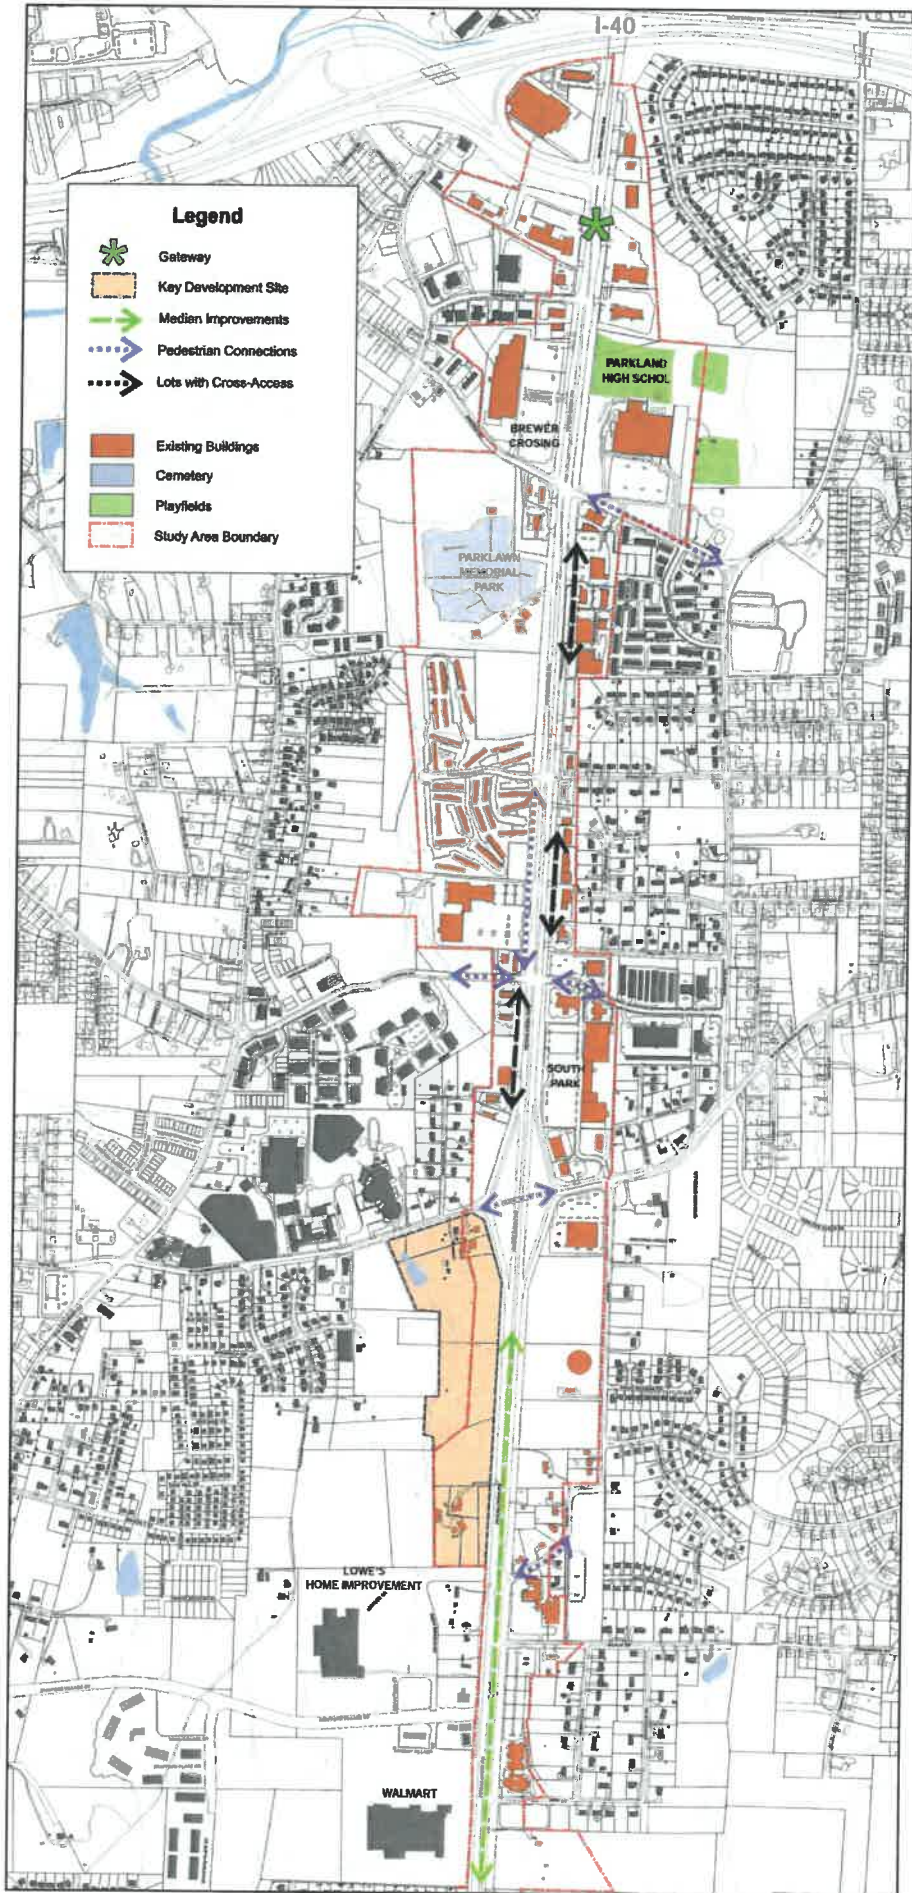 I-40
Legend
Gateway
Key Development Site
Median Improvements
Pedestrian Connections
Lots with Cross-Access
Existing Buildings
Cemetery
Playfields
Study Area Boundary
PARKLAND
HIGH SCHOL
BREWER
CROSING
PARKLAWN
MEMORIAL
PARK
SOUTH
PARK
LOWE'S
HOME IMPROVEMENT
WALMART